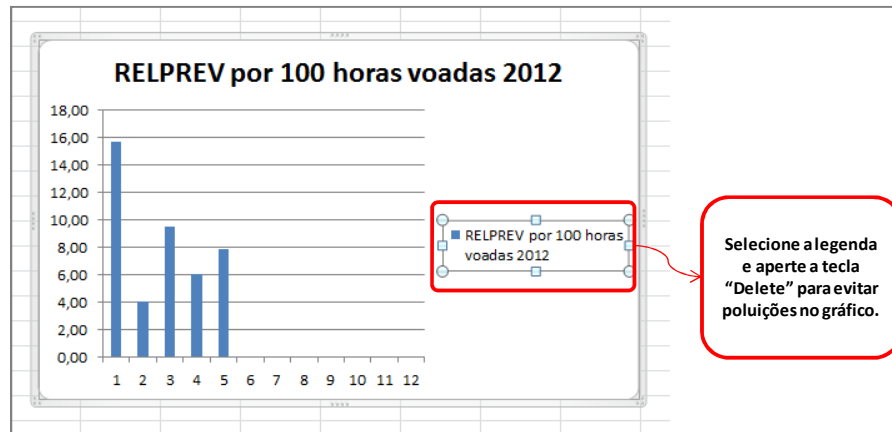 RELPREV por 100 horas voadas 2012
18,00
16,00
14,00
12,00
10,00
8,00
6,00
4,00
2,00
0,00
1 2 3 4 5 6 7 8 9 10 11 12
RELPREV por 100 horas
voadas 2012
Selecione a legenda
e aperte a tecla
“Delete” para evitar
poluições no gráfico.